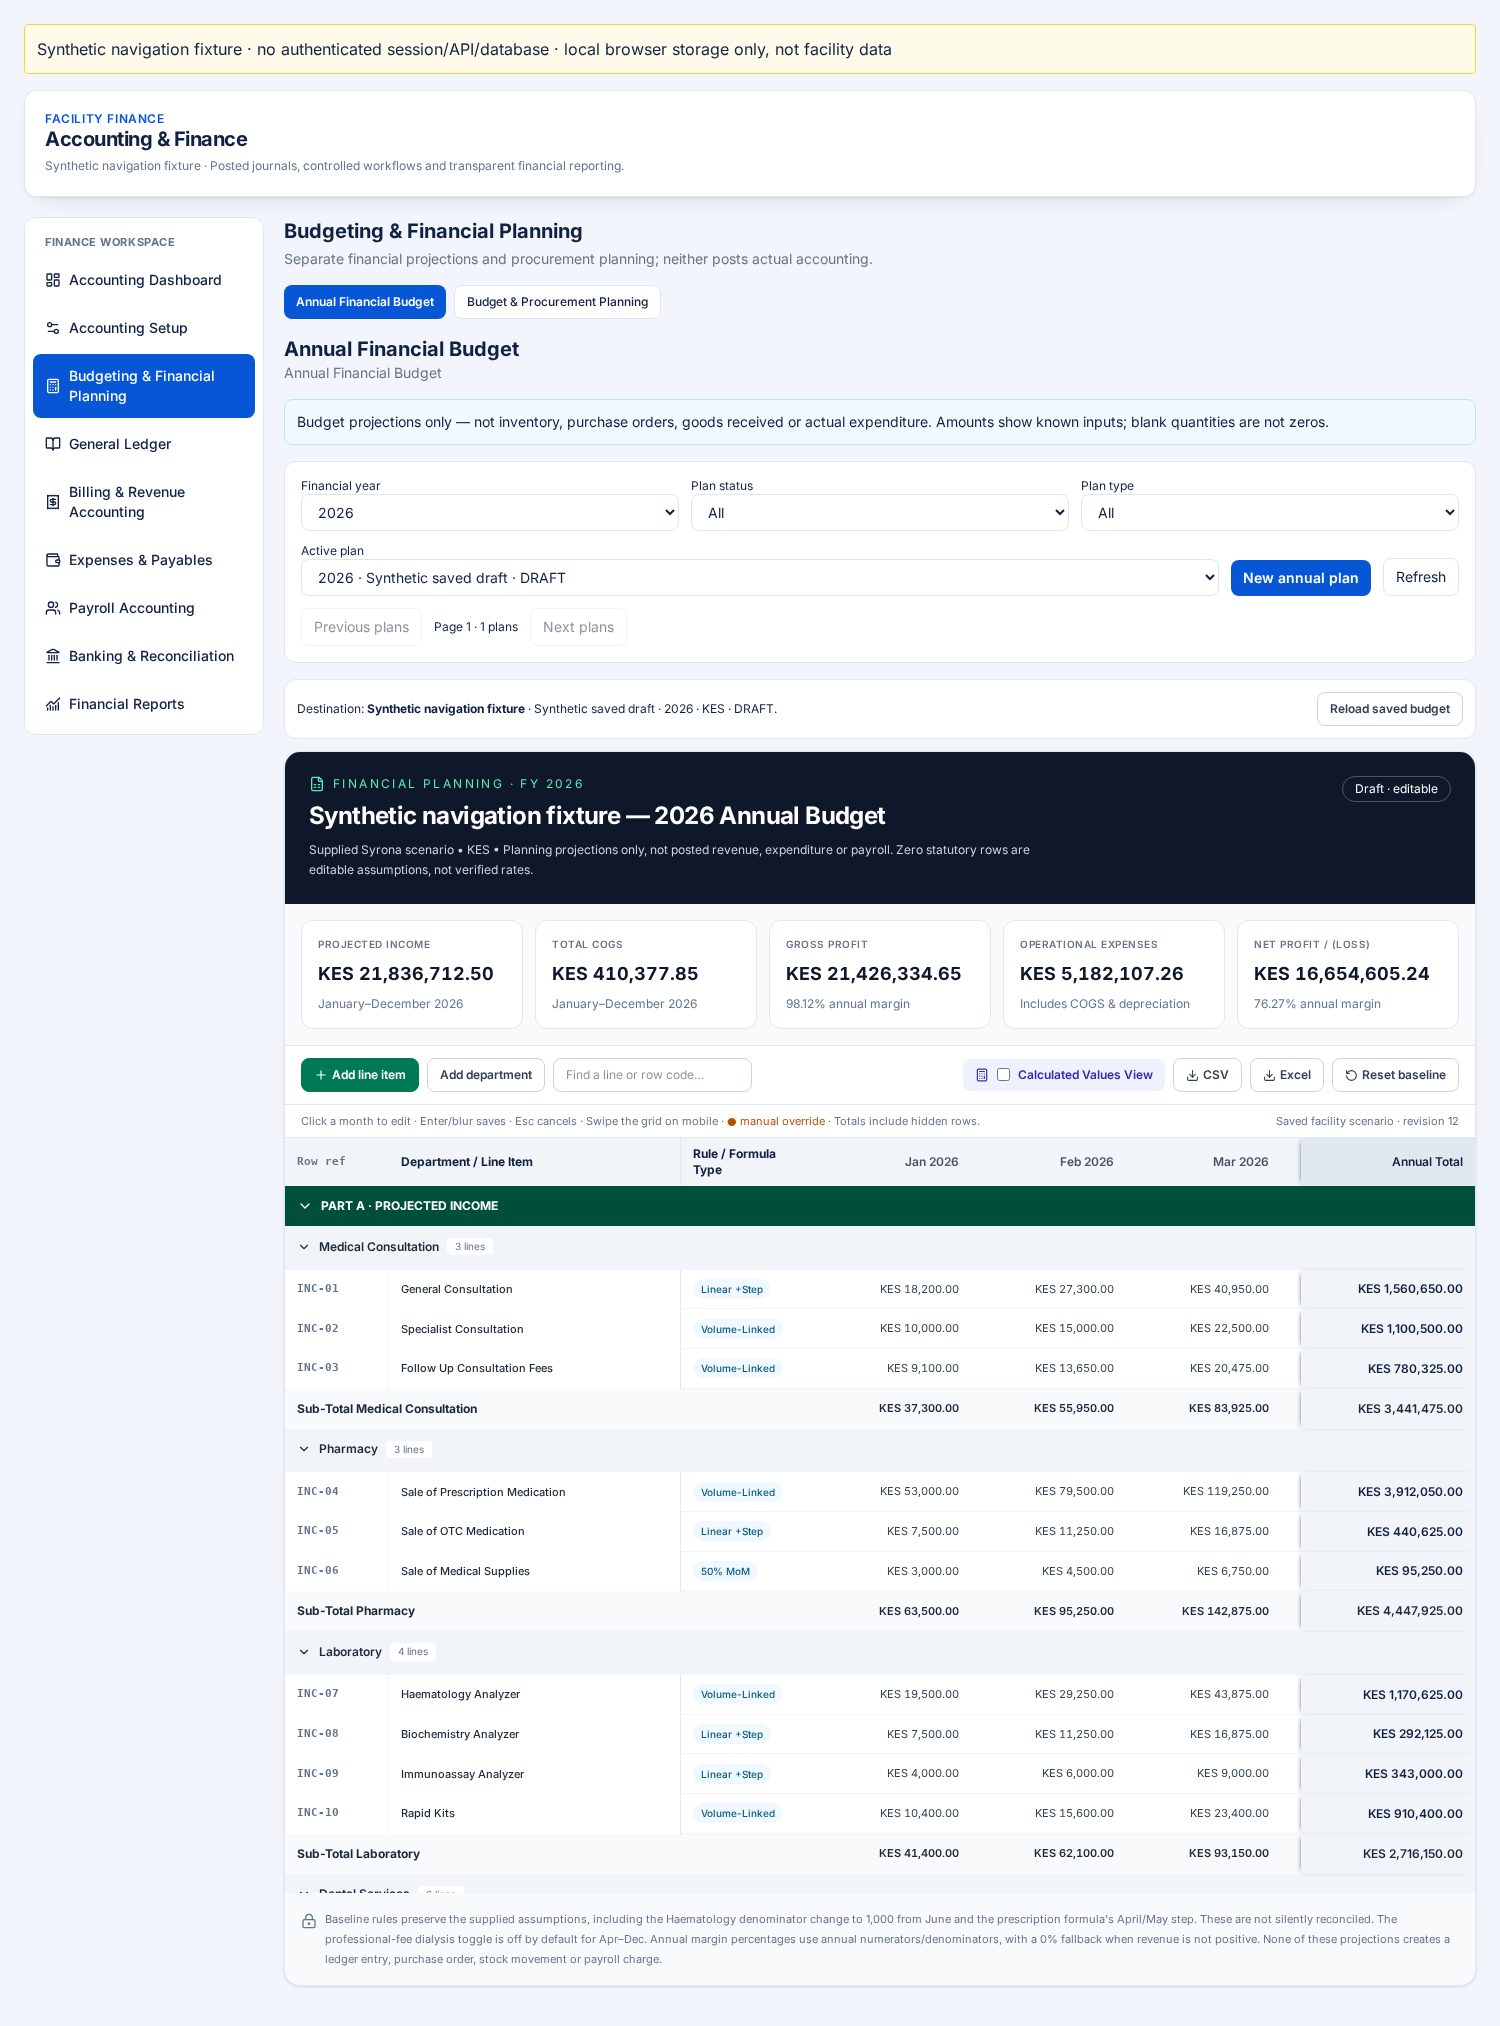 Synthetic navigation fixture · no authenticated session/API/database · local browser storage only, not facility data
FACILITY FINANCE
Accounting & Finance
Synthetic navigation fixture · Posted journals, controlled workflows and transparent financial reporting.
FINANCE WORKSPACE
Accounting Dashboard
Accounting Setup
Budgeting & Financial
Planning
General Ledger
Billing & Revenue
Accounting
Expenses & Payables
Payroll Accounting
Banking & Reconciliation
Financial Reports
Budgeting & Financial Planning
Separate financial projections and procurement planning; neither posts actual accounting.
Annual Financial Budget
Budget & Procurement Planning
Annual Financial Budget
Annual Financial Budget
Budget projections only — not inventory, purchase orders, goods received or actual expenditure. Amounts show known inputs; blank quantities are not zeros.
Financial year Plan status Plan type
2026 All All
Active plan
2026 · Synthetic saved draft · DRAFT New annual plan Refresh
Previous plans Page 1 · 1 plans Next plans
Destination: Synthetic navigation fixture · Synthetic saved draft · 2026 · KES · DRAFT. Reload saved budget
FINANCIAL PLANNING · FY 2026 Draft · editable
Synthetic navigation fixture — 2026 Annual Budget
Supplied Syrona scenario • KES • Planning projections only, not posted revenue, expenditure or payroll. Zero statutory rows are
editable assumptions, not verified rates.
PROJECTED INCOME TOTAL COGS GROSS PROFIT OPERATIONAL EXPENSES NET PROFIT / (LOSS)
KES 21,836,712.50 KES 410,377.85 KES 21,426,334.65 KES 5,182,107.26 KES 16,654,605.24
January–December 2026 January–December 2026 98.12% annual margin Includes COGS & depreciation 76.27% annual margin
Add line item Add department Find a line or row code... Calculated Values View CSV Excel Reset baseline
Click a month to edit · Enter/blur saves · Esc cancels · Swipe the grid on mobile · ● manual override · Totals include hidden rows. Saved facility scenario · revision 12
Row ref Department / Line Item Rule / Formula Type Jan 2026 Feb 2026 Mar 2026 Annual Total
PART A · PROJECTED INCOME
Medical Consultation 3 lines
INC-01 General Consultation Linear +Step KES 18,200.00 KES 27,300.00 KES 40,950.00 KES 1,560,650.00
INC-02 Specialist Consultation Volume-Linked KES 10,000.00 KES 15,000.00 KES 22,500.00 KES 1,100,500.00
INC-03 Follow Up Consultation Fees Volume-Linked KES 9,100.00 KES 13,650.00 KES 20,475.00 KES 780,325.00
Sub-Total Medical Consultation KES 37,300.00 KES 55,950.00 KES 83,925.00 KES 3,441,475.00
Pharmacy 3 lines
INC-04 Sale of Prescription Medication Volume-Linked KES 53,000.00 KES 79,500.00 KES 119,250.00 KES 3,912,050.00
INC-05 Sale of OTC Medication Linear +Step KES 7,500.00 KES 11,250.00 KES 16,875.00 KES 440,625.00
INC-06 Sale of Medical Supplies 50% MoM KES 3,000.00 KES 4,500.00 KES 6,750.00 KES 95,250.00
Sub-Total Pharmacy KES 63,500.00 KES 95,250.00 KES 142,875.00 KES 4,447,925.00
Laboratory 4 lines
INC-07 Haematology Analyzer Volume-Linked KES 19,500.00 KES 29,250.00 KES 43,875.00 KES 1,170,625.00
INC-08 Biochemistry Analyzer Linear +Step KES 7,500.00 KES 11,250.00 KES 16,875.00 KES 292,125.00
INC-09 Immunoassay Analyzer Linear +Step KES 4,000.00 KES 6,000.00 KES 9,000.00 KES 343,000.00
INC-10 Rapid Kits Volume-Linked KES 10,400.00 KES 15,600.00 KES 23,400.00 KES 910,400.00
Sub-Total Laboratory KES 41,400.00 KES 62,100.00 KES 93,150.00 KES 2,716,150.00
Dental Services
Baseline rules preserve the supplied assumptions, including the Haematology denominator change to 1,000 from June and the prescription formula's April/May step. These are not silently reconciled. The
professional-fee dialysis toggle is off by default for Apr–Dec. Annual margin percentages use annual numerators/denominators, with a 0% fallback when revenue is not positive. None of these projections creates a
ledger entry, purchase order, stock movement or payroll charge.